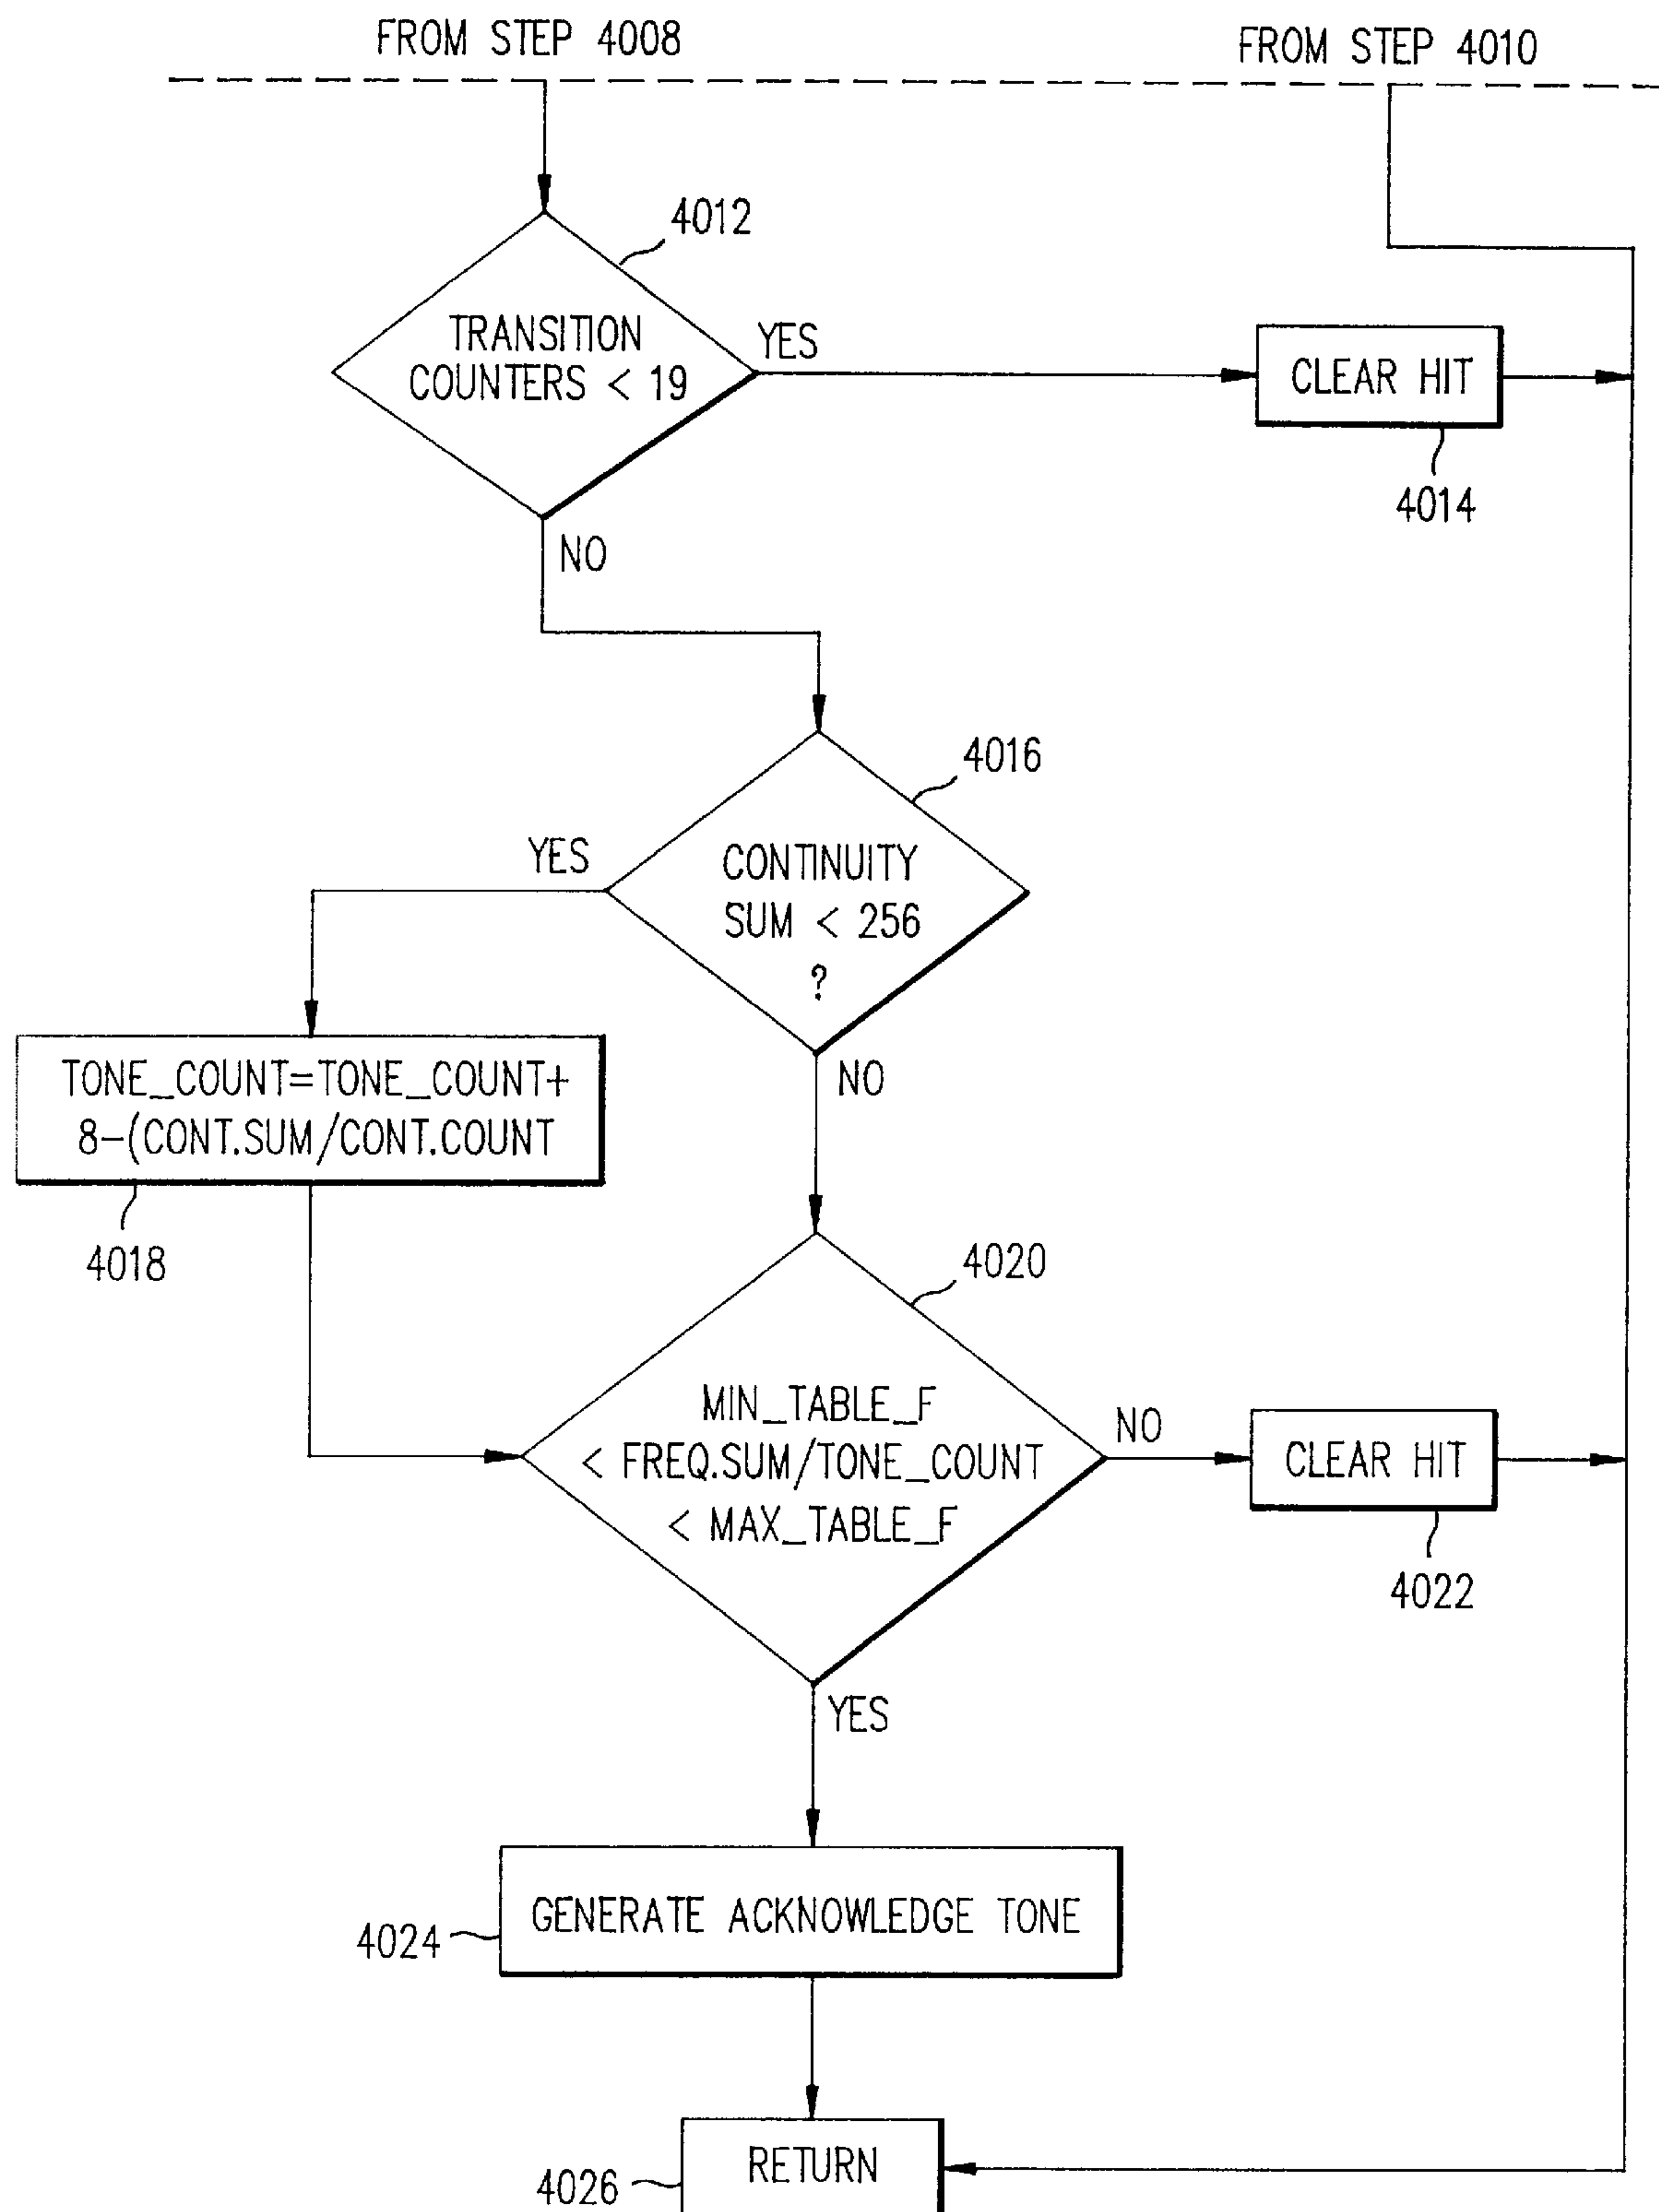 FROM STEP 4008
FROM STEP 4010
4012
TRANSITION
COUNTERS < 19
YES
CLEAR HIT
4014
NO
4016
YES
CONTINUITY
SUM < 256
?
TONE_COUNT=TONE_COUNT+
8-(CONT.SUM/CONT.COUNT
NO
4018
4020
MIN_TABLE_F
< FREQ.SUM/TONE_COUNT
< MAX_TABLE_F
NO
CLEAR HIT
4022
YES
GENERATE ACKNOWLEDGE TONE
4024
RETURN
4026